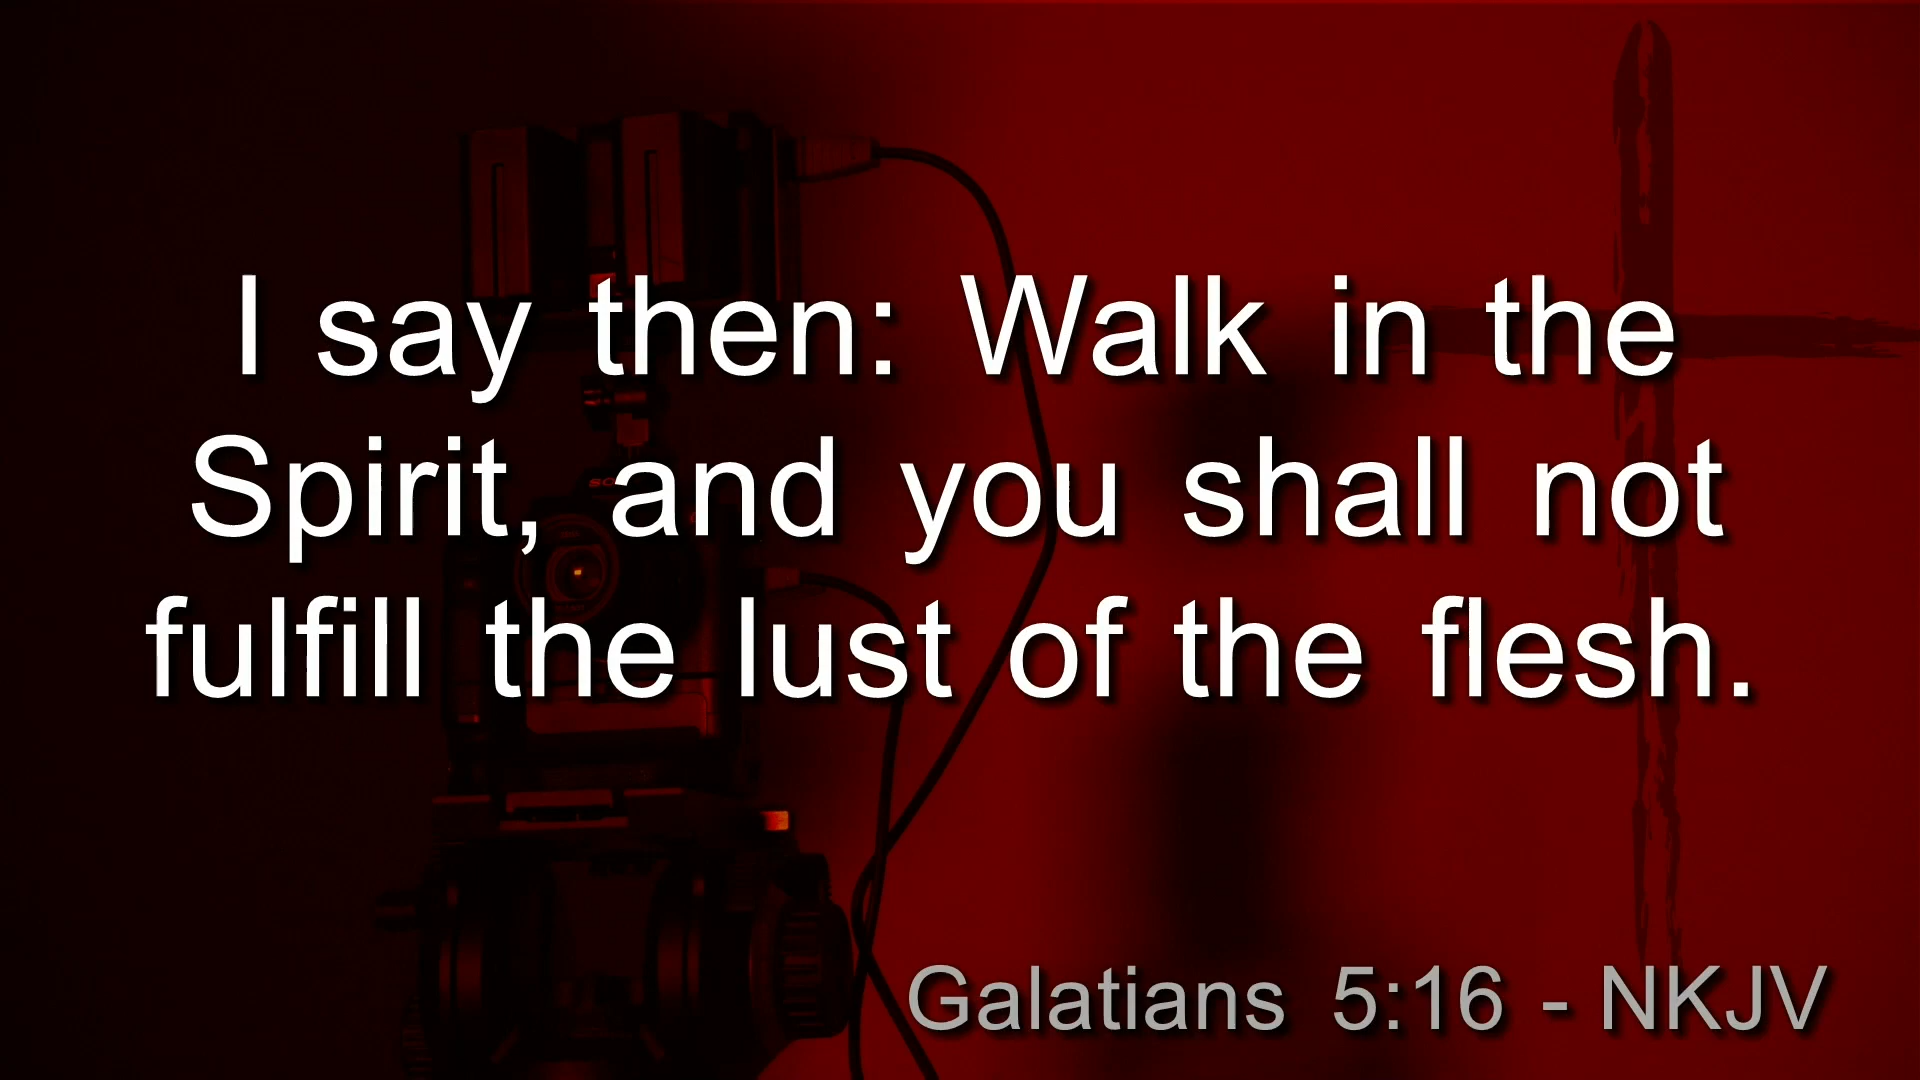 I say then: Walk in the
Spirit, and you shall not
fulfill the lust of the flesh.
Galatians 5:16 - NKJV